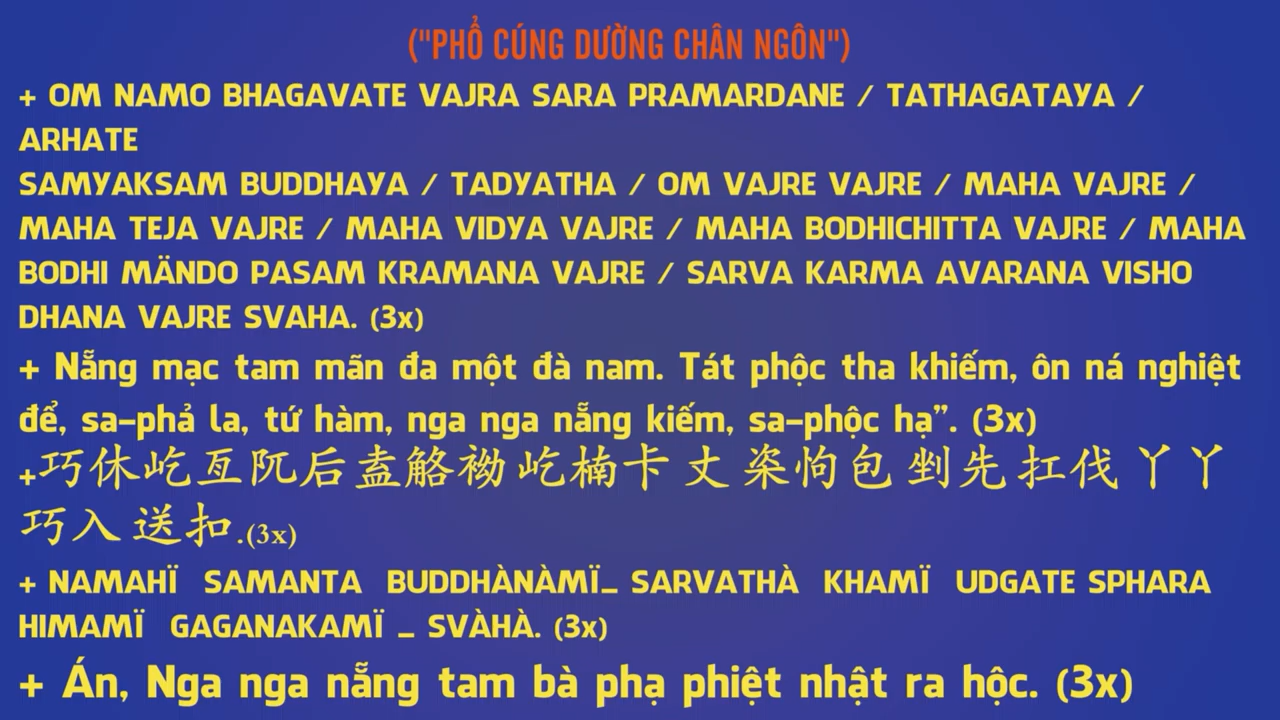 ("PHỔ CÚNG DƯỜNG CHÂN NGÔN")
+ OM NAMO BHAGAVATE VAJRA SARA PRAMARDANE / TATHAGATAYA /
ARHATE
SAMYAKSAM BUDDHAYA / TADYATHA / OM VAJRE VAJRE / MAHA VAJRE /
MAHA TEJA VAJRE / MAHA VIDYA VAJRE / MAHA BODHICHITTA VAJRE / MAHA
BODHI MÄNDO PASAM KRAMANA VAJRE / SARVA KARMA AVARANA VISHO
DHANA VAJRE SVAHA. (3x)
+ Nẵng mạc tam mãn đa một đà nam. Tát phộc tha khiếm, ôn ná nghiệt
để, sa-phả la, tứ hàm, nga nga nẵng kiếm, sa-phộc hạ”. (3x)
+巧休屹亙阢后盍觡袎屹楠卡丈楶怐包剉先扛伐丫丫
巧入送扣.(3x)
+ NAMAHÏ SAMANTA BUDDHÀNÀMÏ_ SARVATHÀ KHAMÏ UDGATE SPHARA
HIMAMÏ GAGANAKAMÏ _ SVÀHÀ. (3x)
+ Án, Nga nga nẵng tam bà phạ phiệt nhật ra hộc. (3x)